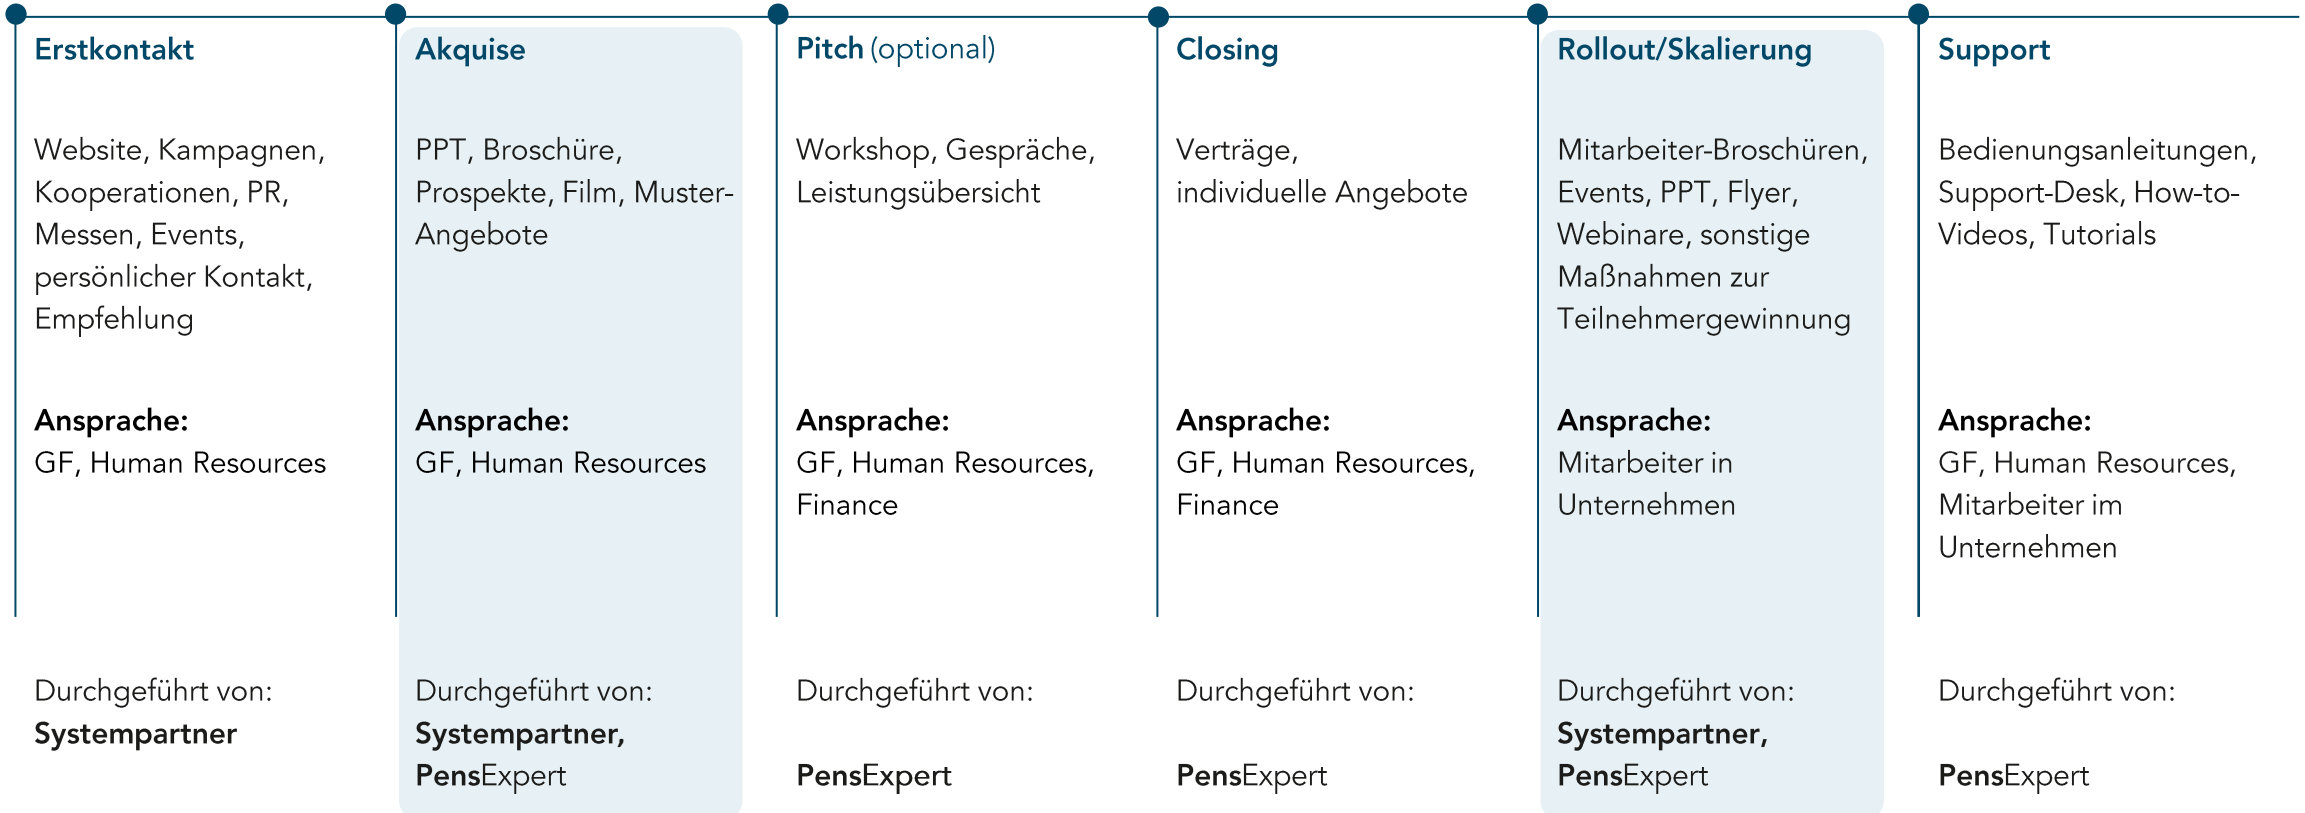 Erstkontakt
Website, Kampagnen,
Kooperationen, PR,
Messen, Events,
persönlicher Kontakt,
Empfehlung
Ansprache:
GF, Human Resources
Durchgeführt von:
Systempartner
Akquise
PPT, Broschüre,
Prospekte, Film, Muster-
Angebote
Ansprache:
GF, Human Resources
Durchgeführt von:
Systempartner,
PensExpert
Pitch (optional)
Workshop, Gespräche,
Leistungsübersicht
Ansprache:
GF, Human Resources,
Finance
Durchgeführt von:
PensExpert
Closing
Verträge,
individuelle Angebote
Ansprache:
GF, Human Resources,
Finance
Durchgeführt von:
PensExpert
Rollout/Skalierung
Mitarbeiter-Broschüren,
Events, PPT, Flyer,
Webinare, sonstige
Maßnahmen zur
Teilnehmergewinnung
Ansprache:
Mitarbeiter in
Unternehmen
Durchgeführt von:
Systempartner,
PensExpert
Support
Bedienungsanleitungen,
Support-Desk, How-to-
Videos, Tutorials
Ansprache:
GF, Human Resources,
Mitarbeiter im
Unternehmen
Durchgeführt von:
PensExpert